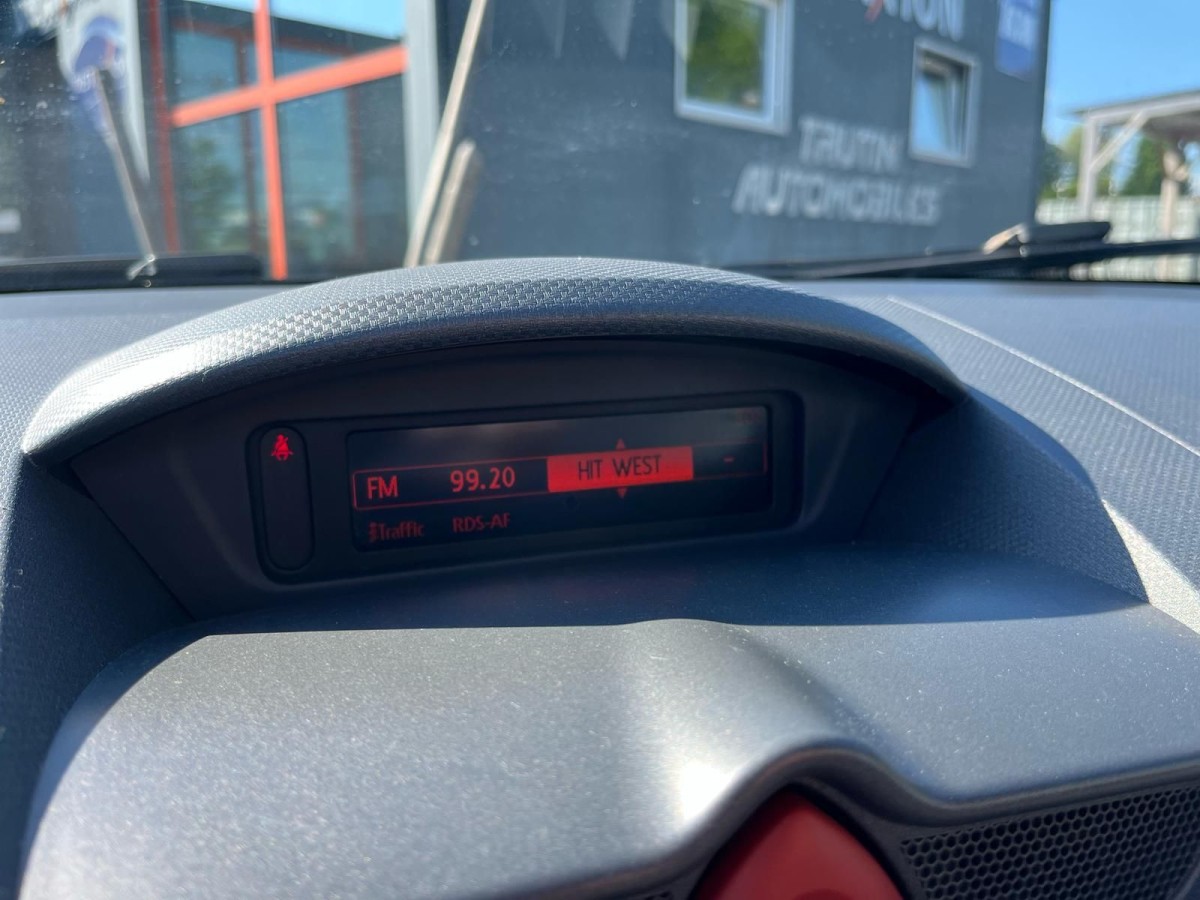 AUTOMOBILES
FM 99.20 HIT WEST -
Traffic RDS-AF